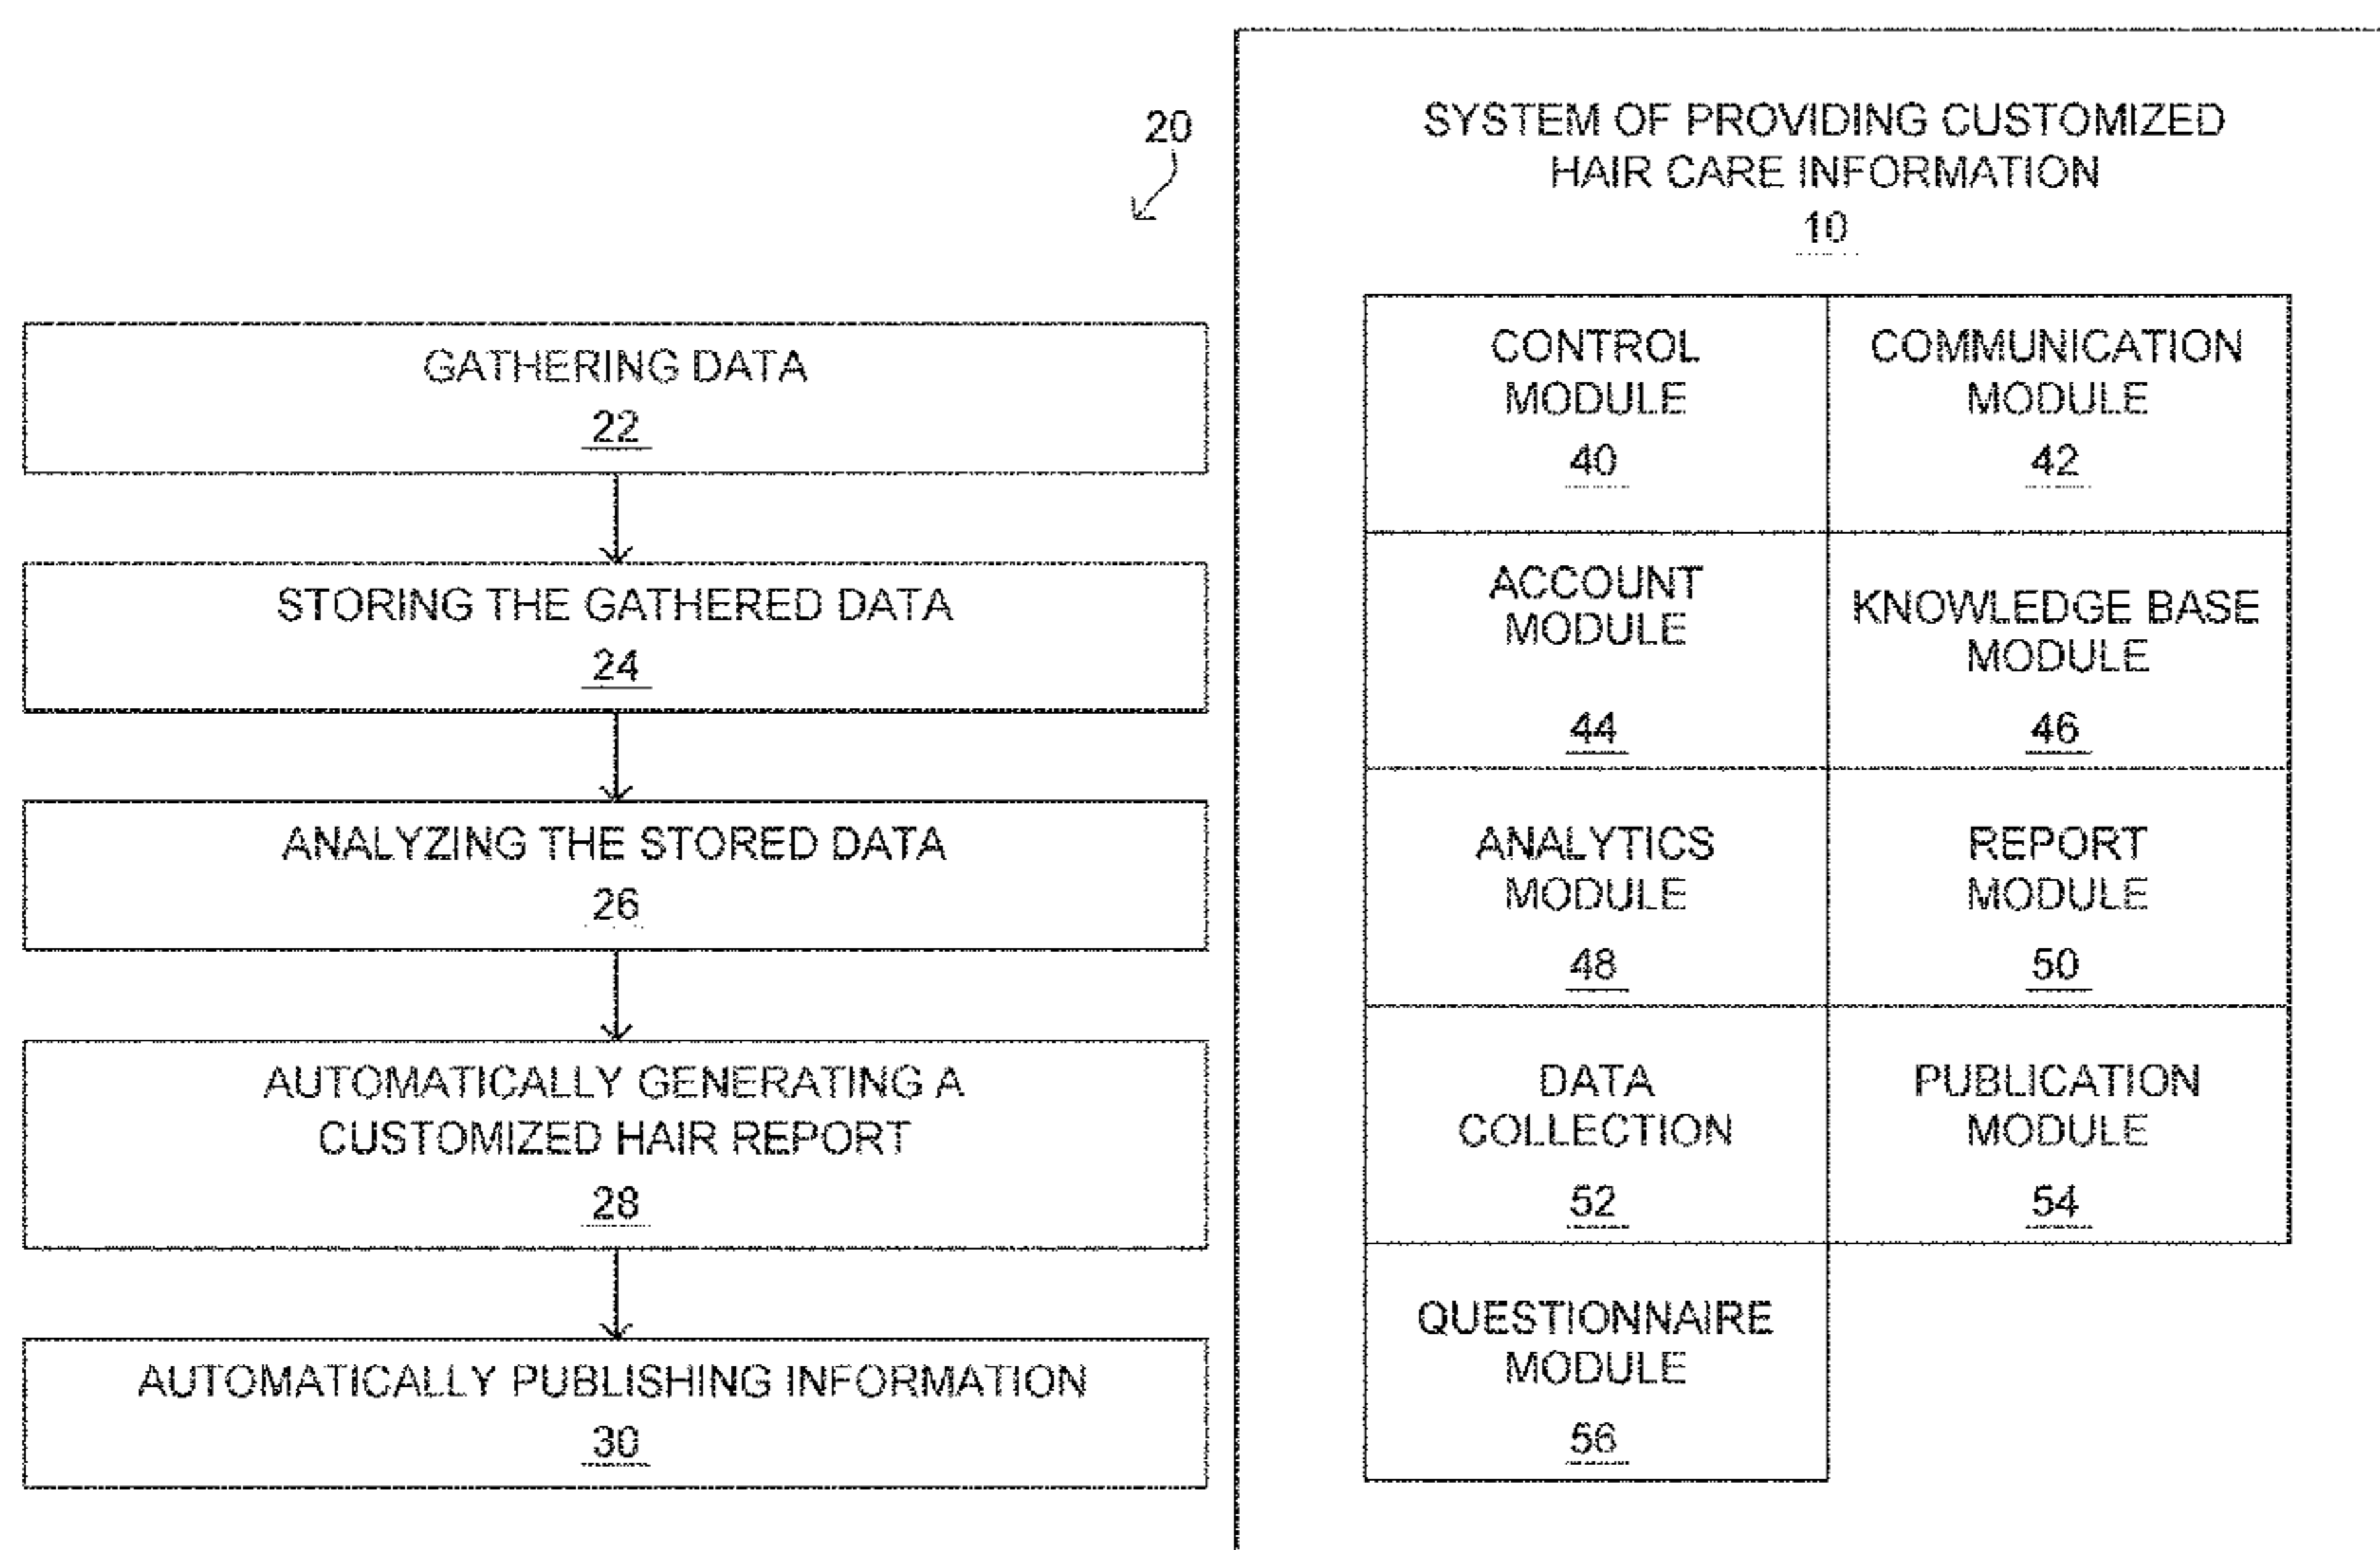 20
GATHERING DATA
22
STORING THE GATHERED DATA
24
ANALYZING THE STORED DATA
26
AUTOMATICALLY GENERATING A
CUSTOMIZED HAIR REPORT
28
AUTOMATICALLY PUBLISHING INFORMATION
30
SYSTEM OF PROVIDING CUSTOMIZED
HAIR CARE INFORMATION
10
CONTROL
MODULE
40
COMMUNICATION
MODULE
42
ACCOUNT
MODULE
44
KNOWLEDGE BASE
MODULE
46
ANALYTICS
MODULE
48
REPORT
MODULE
50
DATA
COLLECTION
52
PUBLICATION
MODULE
54
QUESTIONNAIRE
MODULE
56